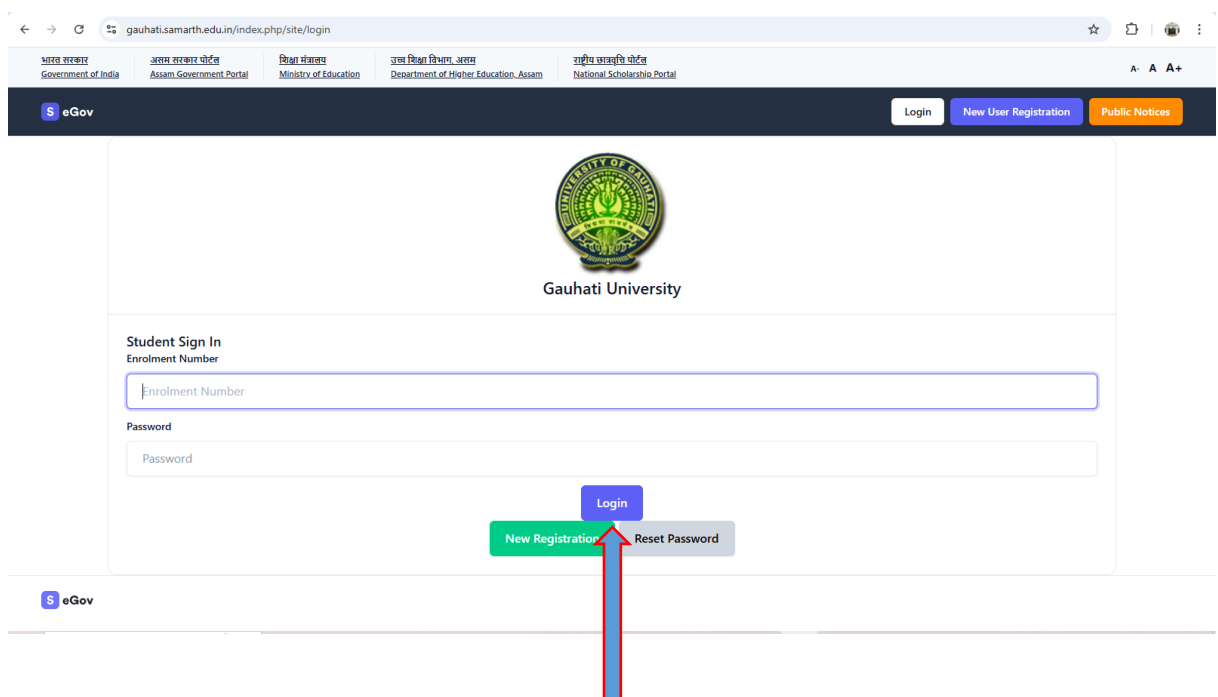 gauhati.samarth.edu.in/index.php/site/login
भारत सरकार
Government of India
असम सरकार पोर्टल
Assam Government Portal
शिक्षा मंत्रालय
Ministry of Education
उच्च शिक्षा विभाग, असम
Department of Higher Education, Assam
राष्ट्रीय छात्रवृत्ति पोर्टल
National Scholarship Portal
A- A A+
S eGov
Login New User Registration Public Notices
UNIVERSITY OF GAUHATI
Gauhati University
Student Sign In
Enrolment Number
Enrolment Number
Password
Password
Login
New Registration Reset Password
S eGov